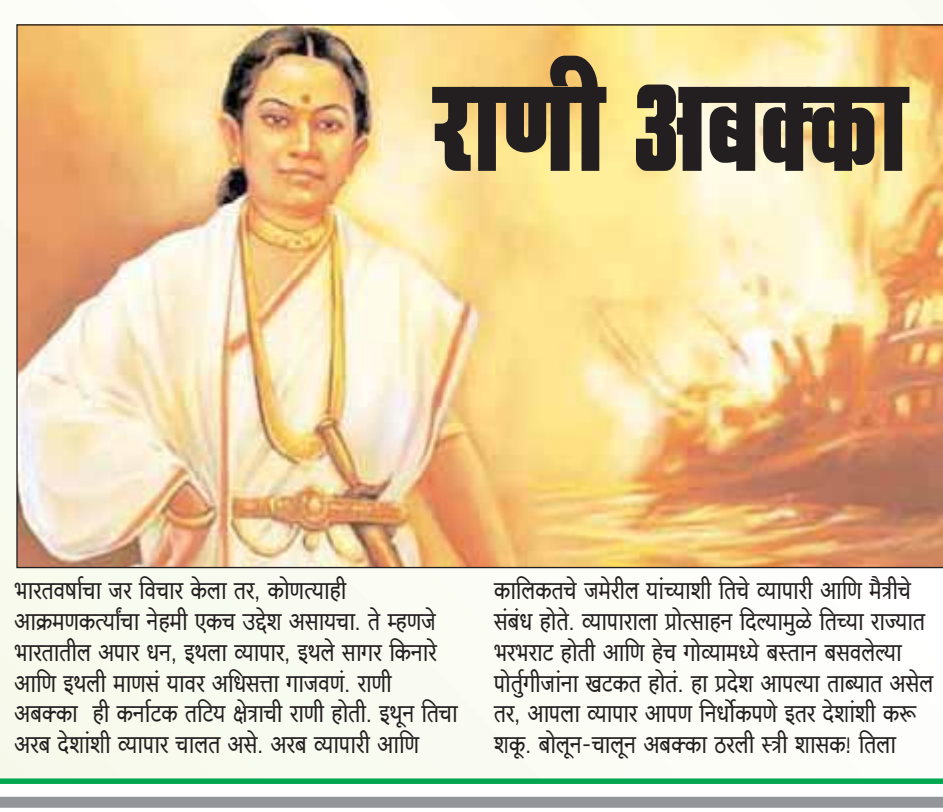 राणी अबक्का
भारतवर्षाचा जर विचार केला तर, कोणत्याही
आक्रमणकर्त्यांचा नेहमी एकच उद्देश असायचा. ते म्हणजे
भारतातील अपार धन, इथला व्यापार, इथले सागर किनारे
आणि इथली माणसं यावर अधिसत्ता गाजवणं. राणी
अबक्का ही कर्नाटक तटिय क्षेत्राची राणी होती. इथून तिचा
अरब देशांशी व्यापार चालत असे. अरब व्यापारी आणि
कालिकतचे जमेरील यांच्याशी तिचे व्यापारी आणि मैत्रीचे
संबंध होते. व्यापाराला प्रोत्साहन दिल्यामुळे तिच्या राज्यात
भरभराट होती आणि हेच गोव्यामध्ये बस्तान बसवलेल्या
पोर्तुगीजांना खटकत होतं. हा प्रदेश आपल्या ताब्यात असेल
तर, आपला व्यापार आपण निर्धोकपणे इतर देशांशी करू
शकू. बोलून-चालून अबक्का ठरली स्त्री शासक! तिला